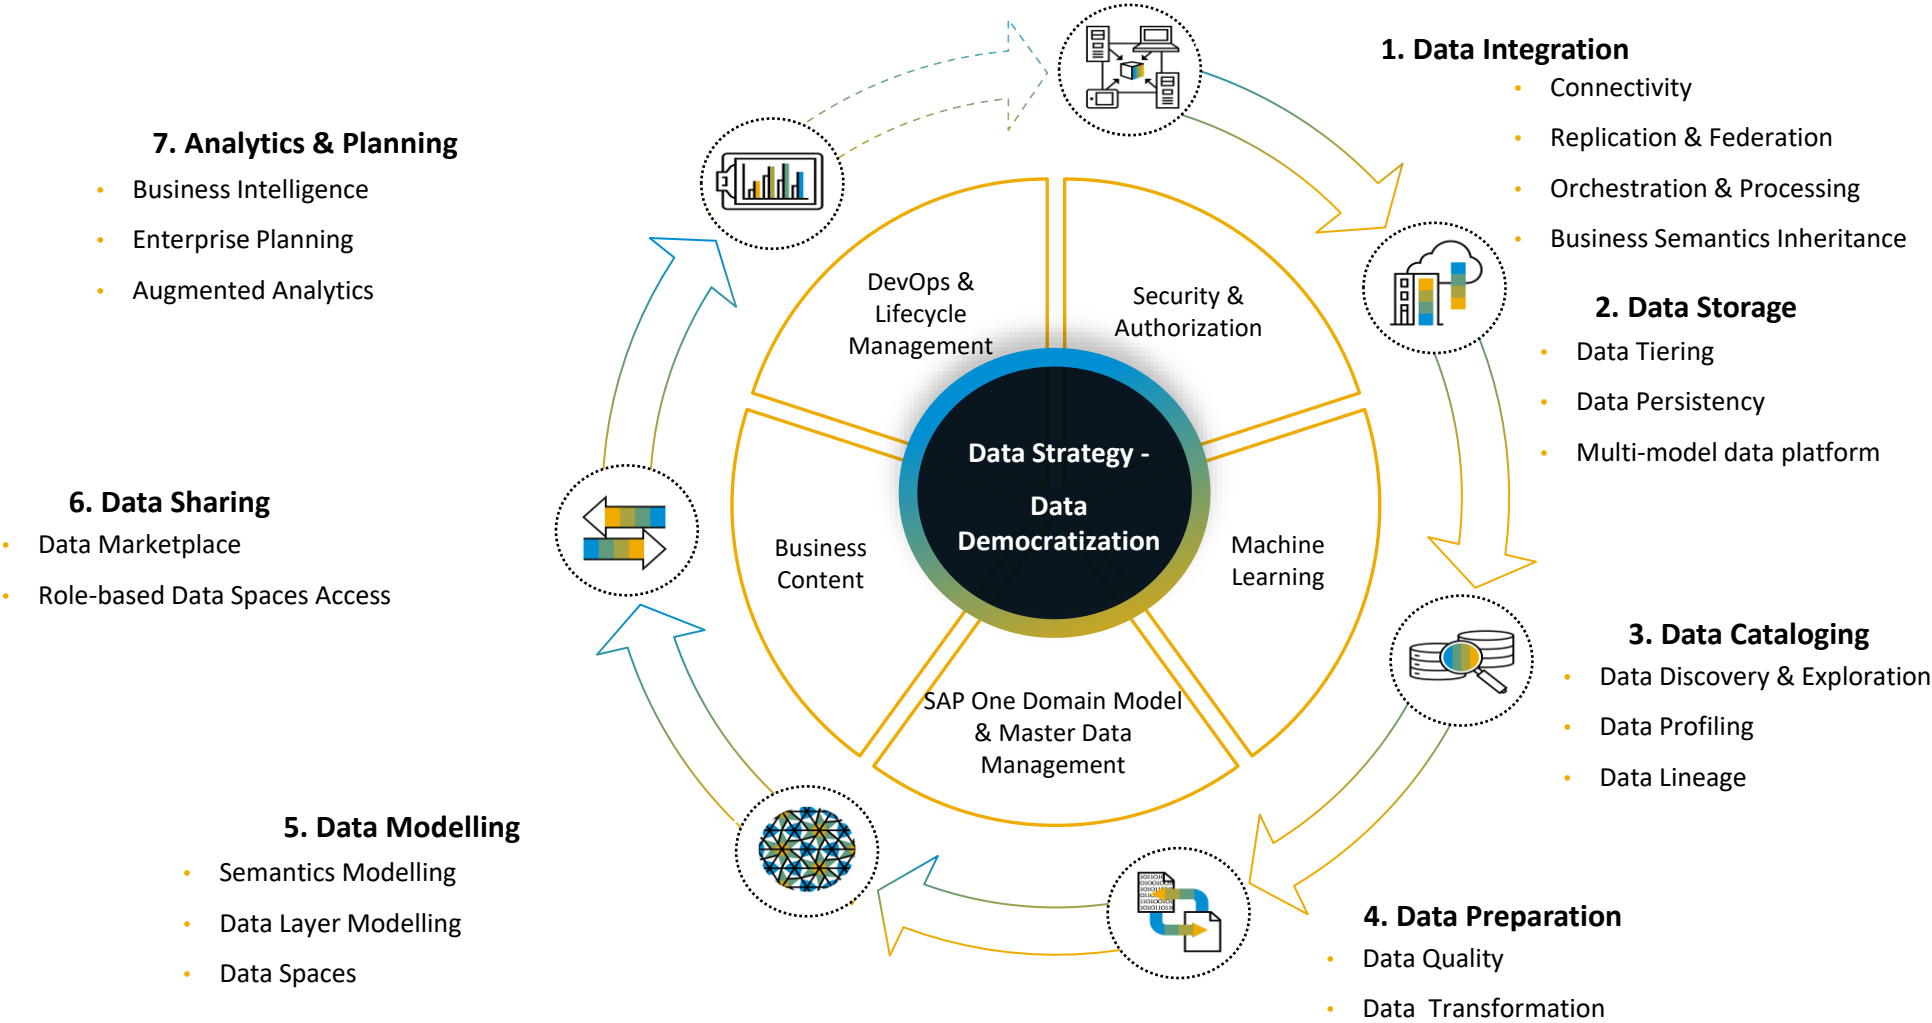 1. Data Integration
• Connectivity
• Replication & Federation
• Orchestration & Processing
• Business Semantics Inheritance
2. Data Storage
• Data Tiering
• Data Persistency
• Multi-model data platform
3. Data Cataloging
• Data Discovery & Exploration
• Data Profiling
• Data Lineage
4. Data Preparation
• Data Quality
• Data  Transformation
5. Data Modelling
• Semantics Modelling
• Data Layer Modelling
• Data Spaces
6. Data Sharing
• Data Marketplace
• Role-based Data Spaces Access
7. Analytics & Planning
• Business Intelligence
• Enterprise Planning
• Augmented Analytics
DevOps &
Lifecycle
Management
Security &
Authorization
Machine
Learning
SAP One Domain Model
& Master Data
Management
Business
Content
Data Strategy -
Data
Democratization